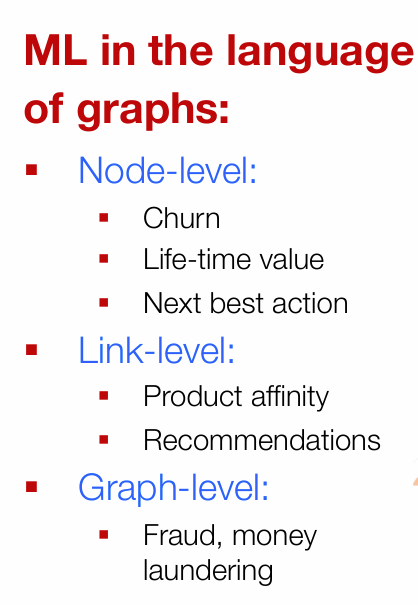 ML in the language
of graphs:
▪ Node-level:
▪ Churn
▪ Life-time value
▪ Next best action
▪ Link-level:
▪ Product affinity
▪ Recommendations
▪ Graph-level:
▪ Fraud, money
laundering